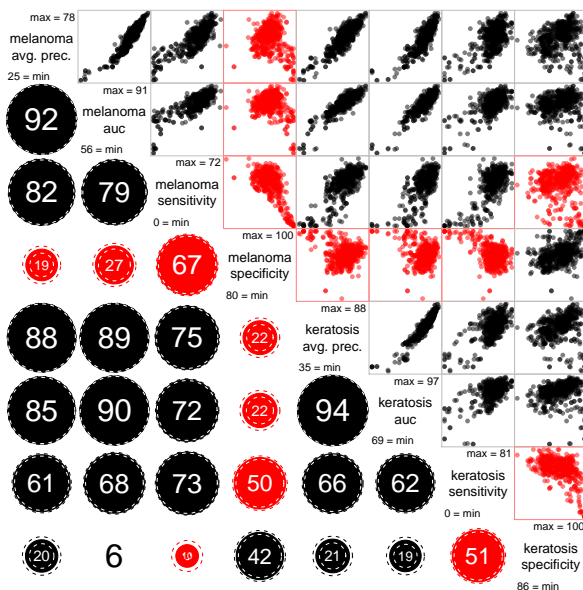 max = 78
melanoma
avg. prec.
25 = min
max = 91
92
melanoma
auc
56 = min
max = 72
82
79
melanoma
sensitivity
0 = min
max = 100
19
27
67
melanoma
specificity
80 = min
max = 88
88
89
75
22
keratosis
avg. prec.
35 = min
max = 97
85
90
72
22
94
keratosis
auc
69 = min
max = 81
61
68
73
50
66
62
keratosis
sensitivity
0 = min
max = 100
20
6
42
21
19
51
keratosis
specificity
86 = min